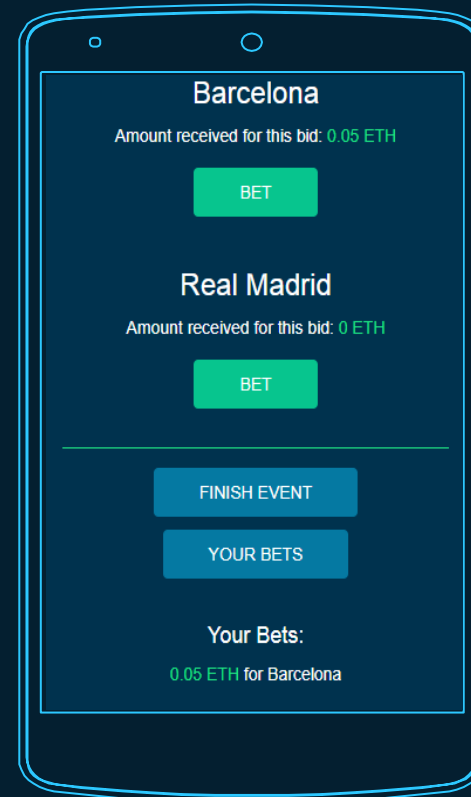 Barcelona
Amount received for this bid: 0.05 ETH
BET
Real Madrid
Amount received for this bid: 0 ETH
BET
FINISH EVENT
YOUR BETS
Your Bets:
0.05 ETH for Barcelona